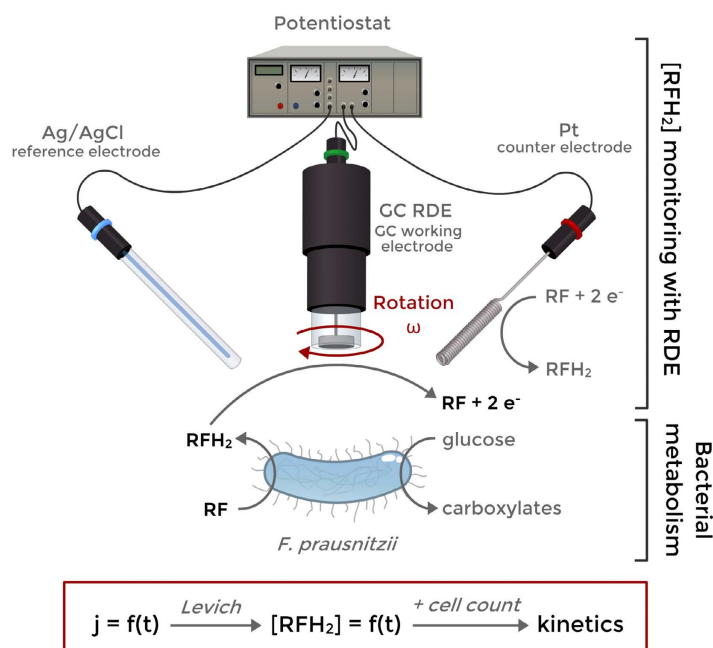 Potentiostat
Ag/AgCl
reference electrode
Pt
counter electrode
GC RDE
GC working
electrode
Rotation
ω
RF + 2 e⁻
RFH₂
[RFH₂] monitoring with RDE
RF + 2 e⁻
RFH₂
glucose
RF
carboxylates
F. prausnitzii
Bacterial
metabolism
j = f(t) Levich [RFH₂] = f(t) + cell count kinetics